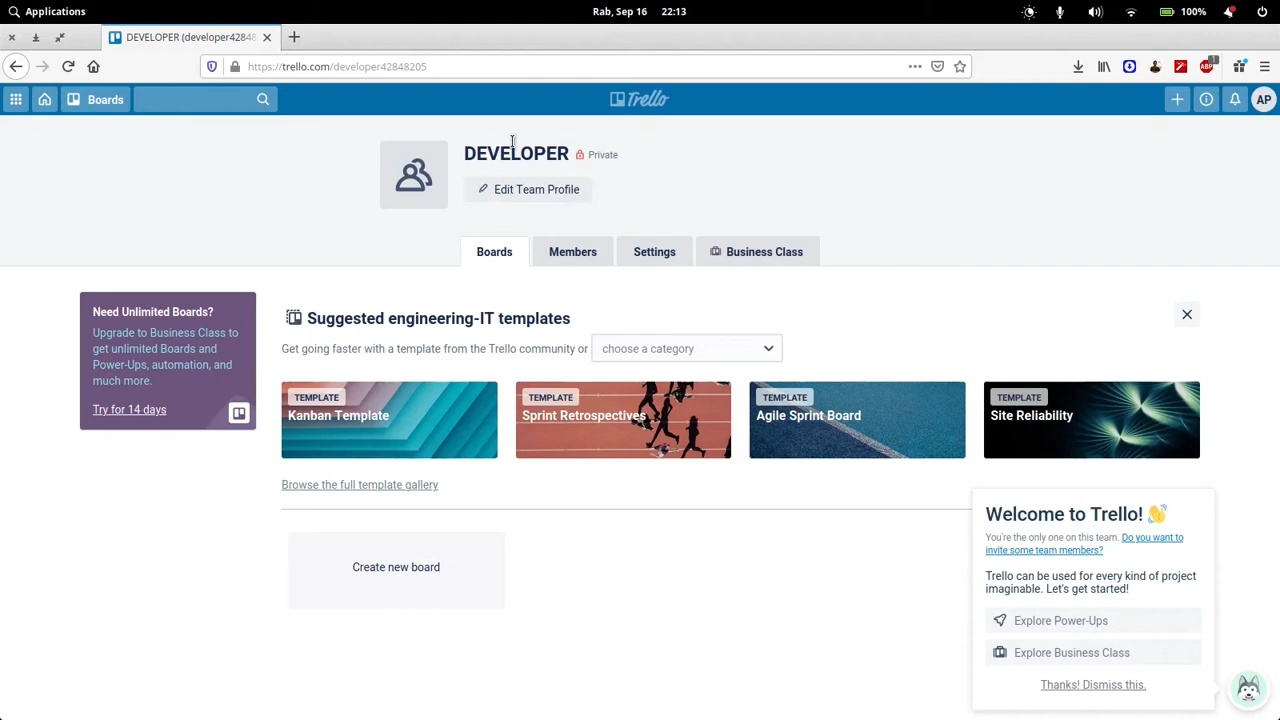 Applications
Rab, Sep 16 22:13
100%
DEVELOPER (developer42848
https://trello.com/developer42848205
ABP
1
Boards
Trello
AP
DEVELOPER
Private
Edit Team Profile
Boards
Members
Settings
Business Class
Need Unlimited Boards?
Upgrade to Business Class to
get unlimited Boards and
Power-Ups, automation, and
much more.
Try for 14 days
Suggested engineering-IT templates
Get going faster with a template from the Trello community or
choose a category
TEMPLATE
Kanban Template
TEMPLATE
Sprint Retrospectives
TEMPLATE
Agile Sprint Board
TEMPLATE
Site Reliability
Browse the full template gallery
Create new board
Welcome to Trello! 👋
You're the only one on this team. Do you want to
invite some team members?
Trello can be used for every kind of project
imaginable. Let's get started!
Explore Power-Ups
Explore Business Class
Thanks! Dismiss this.